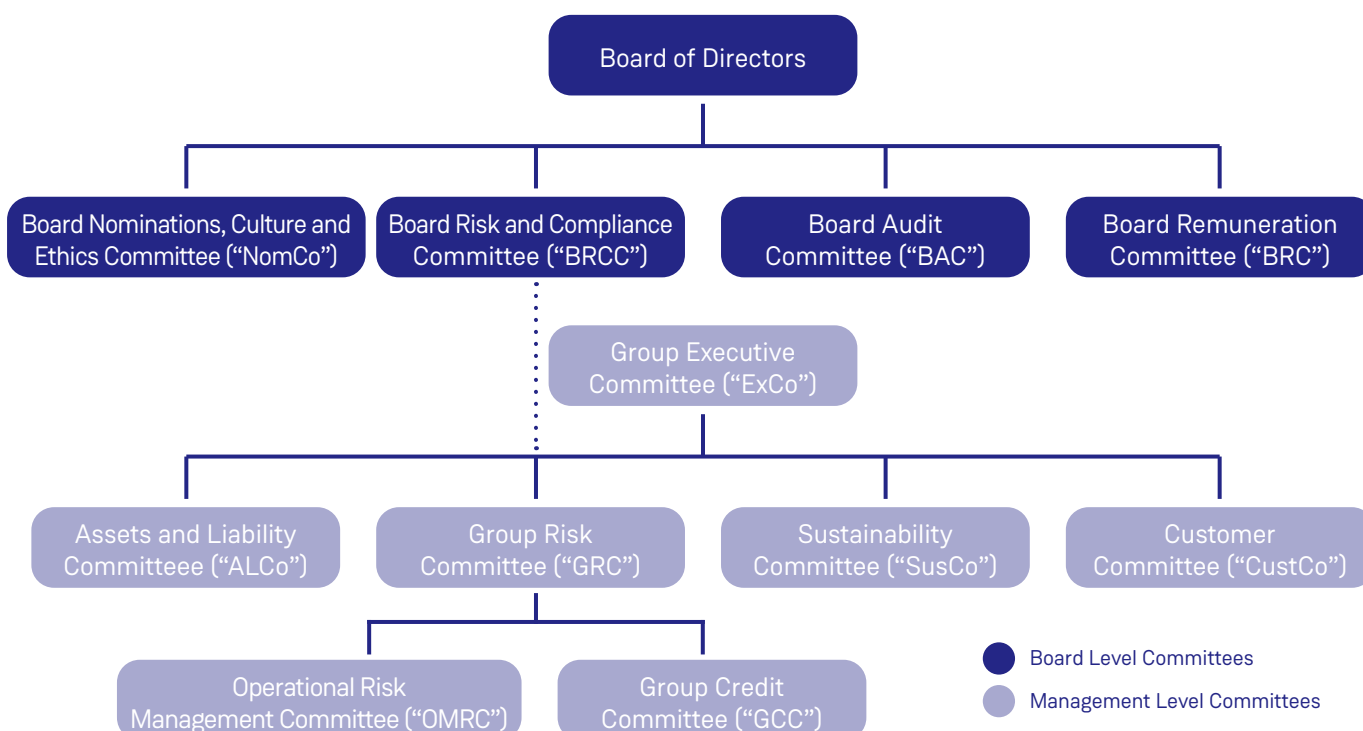 Board of Directors
Board Nominations, Culture and
Ethics Committee (“NomCo”)
Board Risk and Compliance
Committee (“BRCC”)
Board Audit
Committee (“BAC”)
Board Remuneration
Committee (“BRC”)
Group Executive
Committee (“ExCo”)
Assets and Liability
Committeee (“ALCo”)
Group Risk
Committee (“GRC”)
Sustainability
Committee (“SusCo”)
Customer
Committee (“CustCo”)
Operational Risk
Management Committee (“OMRC”)
Group Credit
Committee (“GCC”)
Board Level Committees
Management Level Committees